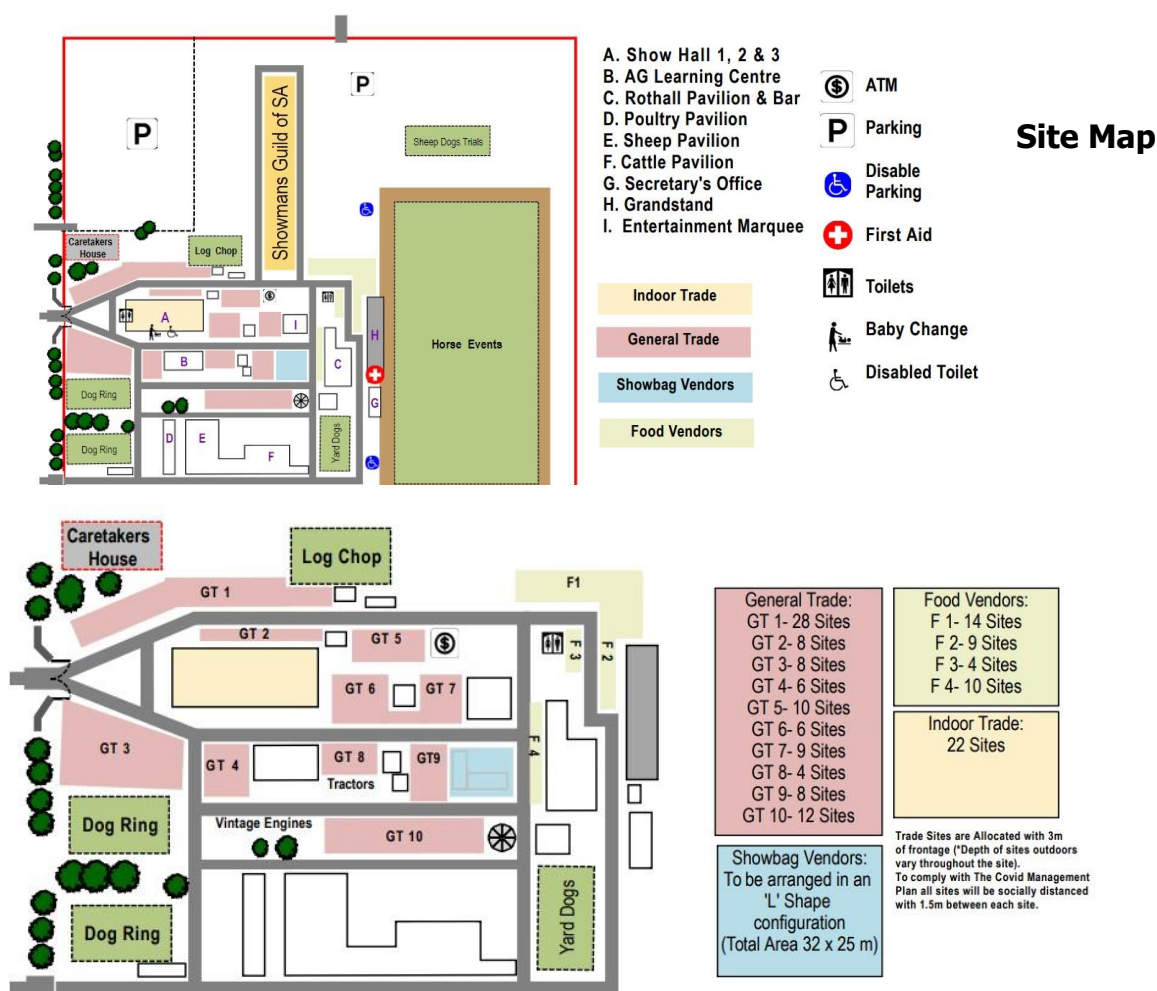 Site Map
A. Show Hall 1, 2 & 3
B. AG Learning Centre
C. Rothall Pavilion & Bar
D. Poultry Pavilion
E. Sheep Pavilion
F. Cattle Pavilion
G. Secretary's Office
H. Grandstand
I. Entertainment Marquee
$
ATM
P
Parking
Disable
Parking
First Aid
Toilets
Baby Change
Disabled Toilet
Indoor Trade
General Trade
Showbag Vendors
Food Vendors
P
P
Showmans Guild of SA
Sheep Dogs Trials
Caretakers
House
Log Chop
$
A
I
H
Horse Events
B
C
G
Dog Ring
D
E
F
Yard Dogs
Dog Ring
Caretakers
House
Log Chop
F1
GT 1
GT 2
GT 5
$
F 3
F 2
GT 6
GT 7
GT 3
GT 4
GT 8
GT9
F 4
Tractors
Dog Ring
Vintage Engines
GT 10
Yard Dogs
Dog Ring
General Trade:
GT 1- 28 Sites
GT 2- 8 Sites
GT 3- 8 Sites
GT 4- 6 Sites
GT 5- 10 Sites
GT 6- 6 Sites
GT 7- 9 Sites
GT 8- 4 Sites
GT 9- 8 Sites
GT 10- 12 Sites
Food Vendors:
F 1- 14 Sites
F 2- 9 Sites
F 3- 4 Sites
F 4- 10 Sites
Indoor Trade:
22 Sites
Showbag Vendors:
To be arranged in an
'L' Shape
configuration
(Total Area 32 x 25 m)
Trade Sites are Allocated with 3m
of frontage (*Depth of sites outdoors
vary throughout the site).
To comply with The Covid Management
Plan all sites will be socially distanced
with 1.5m between each site.